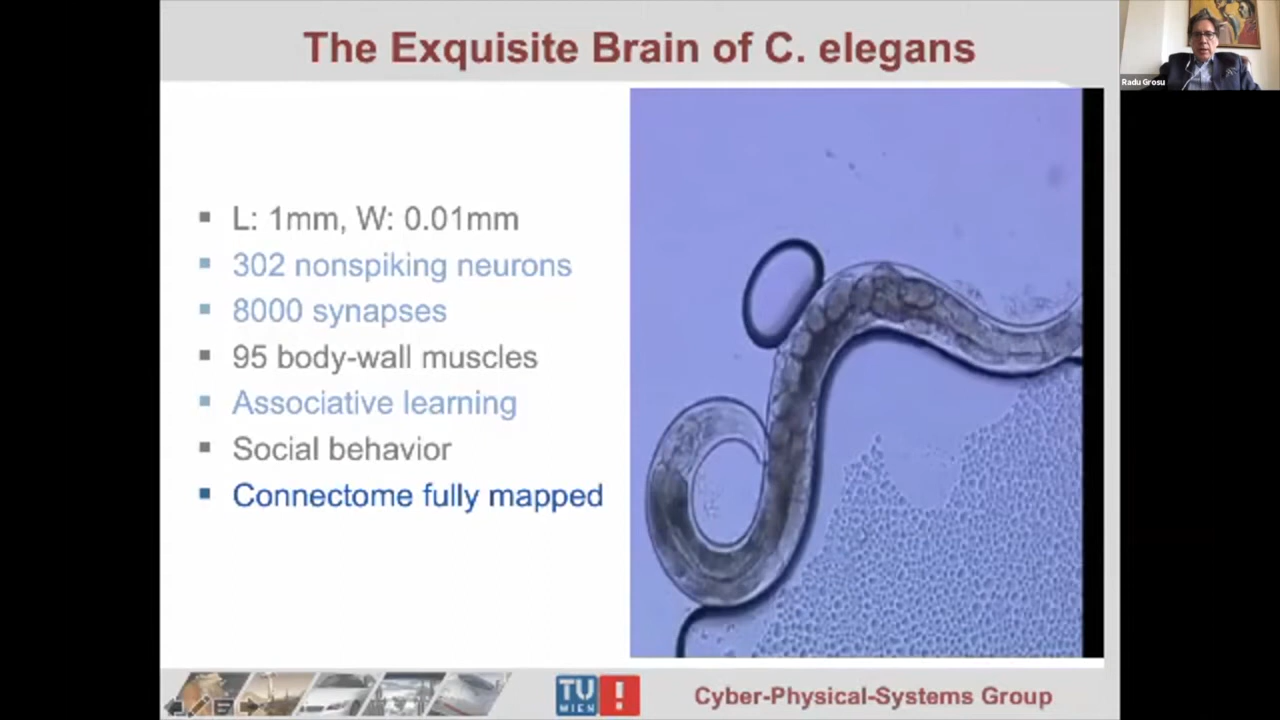 The Exquisite Brain of C. elegans
Radu Grosu
L: 1mm, W: 0.01mm
302 nonspiking neurons
8000 synapses
95 body-wall muscles
Associative learning
Social behavior
Connectome fully mapped
TU
WIEN
Cyber-Physical-Systems Group